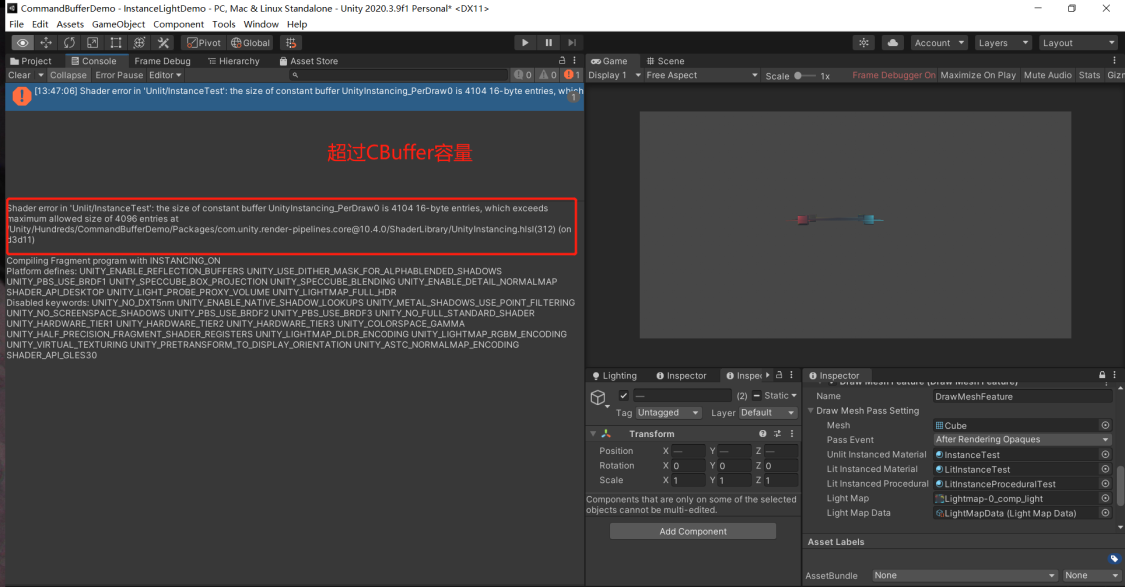 CommandBufferDemo - InstanceLightDemo - PC, Mac & Linux Standalone - Unity 2020.3.9f1 Personal* <DX11>
File Edit Assets GameObject Component Tools Window Help
Pivot Global
Account Layers Layout
Project Console Frame Debug Hierarchy Asset Store
Game Scene
Clear Collapse Error Pause Editor 0 0 1
Display 1 Free Aspect Scale 1x Frame Debugger On Maximize On Play Mute Audio Stats Giz
[13:47:06] Shader error in 'Unlit/InstanceTest': the size of constant buffer UnityInstancing_PerDraw0 is 4104 16-byte entries, which
1
超过CBuffer容量
Shader error in 'Unlit/InstanceTest': the size of constant buffer UnityInstancing_PerDraw0 is 4104 16-byte entries, which exceeds
maximum allowed size of 4096 entries at
/Unity/Hundreds/CommandBufferDemo/Packages/com.unity.render-pipelines.core@10.4.0/ShaderLibrary/UnityInstancing.hlsl(312) (on
d3d11)
Compiling Fragment program with INSTANCING_ON
Platform defines: UNITY_ENABLE_REFLECTION_BUFFERS UNITY_USE_DITHER_MASK_FOR_ALPHABLENDED_SHADOWS
UNITY_PBS_USE_BRDF1 UNITY_SPECCUBE_BOX_PROJECTION UNITY_SPECCUBE_BLENDING UNITY_ENABLE_DETAIL_NORMALMAP
SHADER_API_DESKTOP UNITY_LIGHT_PROBE_PROXY_VOLUME UNITY_LIGHTMAP_FULL_HDR
Disabled keywords: UNITY_NO_DXT5nm UNITY_ENABLE_NATIVE_SHADOW_LOOKUPS UNITY_METAL_SHADOWS_USE_POINT_FILTERING
UNITY_NO_SCREENSPACE_SHADOWS UNITY_PBS_USE_BRDF2 UNITY_PBS_USE_BRDF3 UNITY_NO_FULL_STANDARD_SHADER
UNITY_HARDWARE_TIER1 UNITY_HARDWARE_TIER2 UNITY_HARDWARE_TIER3 UNITY_COLORSPACE_GAMMA
UNITY_HALF_PRECISION_FRAGMENT_SHADER_REGISTERS UNITY_LIGHTMAP_DLDR_ENCODING UNITY_LIGHTMAP_RGBM_ENCODING
UNITY_VIRTUAL_TEXTURING UNITY_PRETRANSFORM_TO_DISPLAY_ORIENTATION UNITY_ASTC_NORMALMAP_ENCODING
SHADER_API_GLES30
Lighting Inspector Inspec
— (2) Static
Tag Untagged Layer Default
Transform
Position X — Y — Z —
Rotation X 0 Y 0 Z 0
Scale X 1 Y 1 Z 1
Components that are only on some of the selected
objects cannot be multi-edited.
Add Component
Inspector
Draw Mesh Feature (Draw Mesh Feature)
Name DrawMeshFeature
Draw Mesh Pass Setting
Mesh Cube
Pass Event After Rendering Opaques
Unlit Instanced Material InstanceTest
Lit Instanced Material LitInstanceTest
Lit Instanced Procedural LitInstanceProceduralTest
Light Map Lightmap-0_comp_light
Light Map Data LightMapData (Light Map Data)
Asset Labels
AssetBundle None None